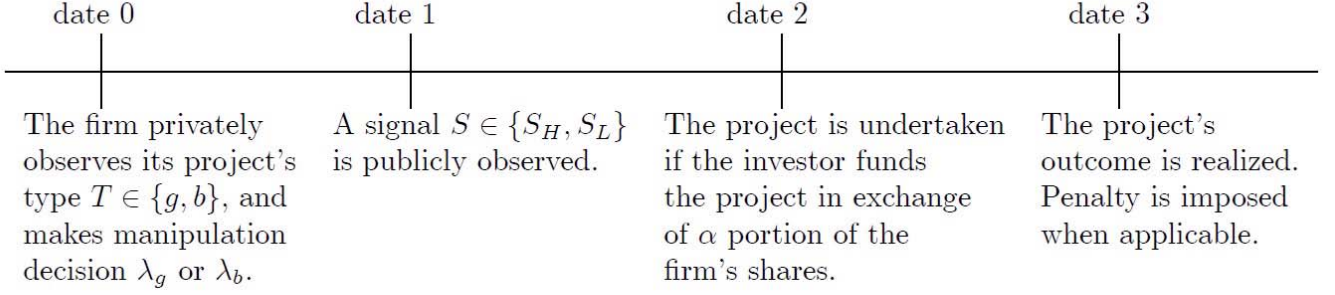 date 0
date 1
date 2
date 3
The firm privately
observes its project's
type T ∈ {g, b}, and
makes manipulation
decision λ_g or λ_b.
A signal S ∈ {S_H, S_L}
is publicly observed.
The project is undertaken
if the investor funds
the project in exchange
of α portion of the
firm's shares.
The project's
outcome is realized.
Penalty is imposed
when applicable.